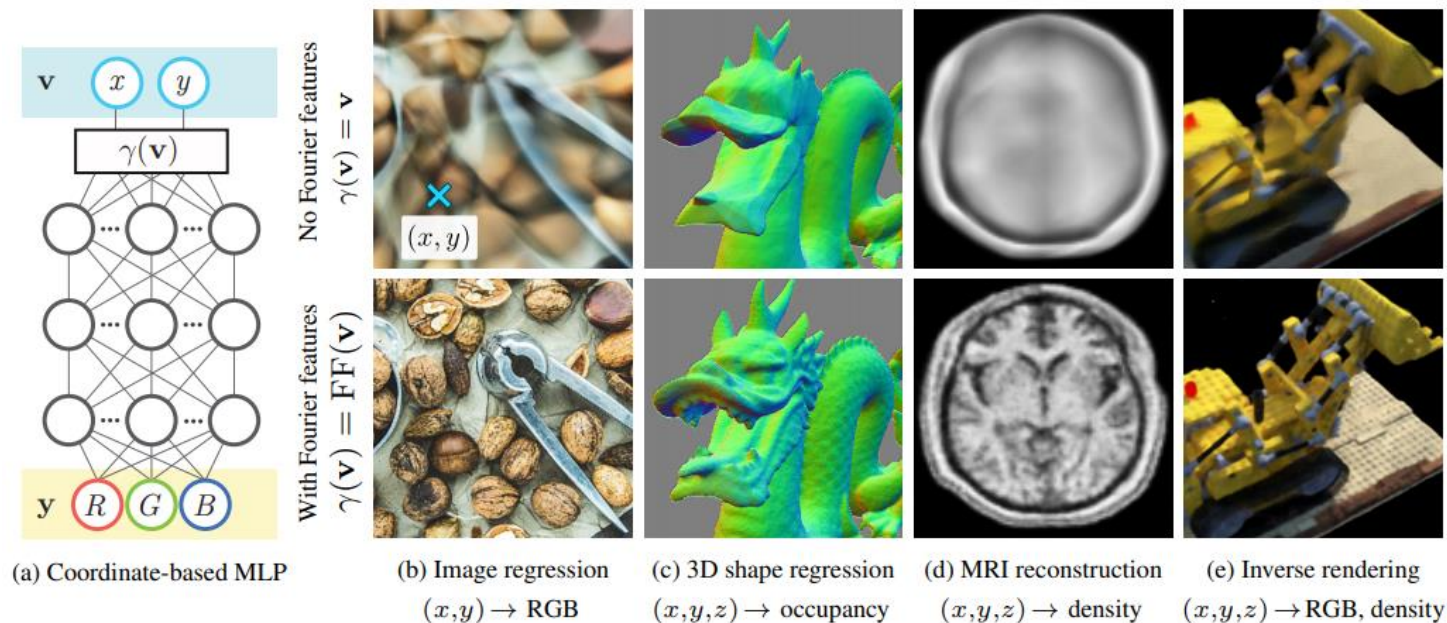 v x y
γ(v)
R G B
y
No Fourier features
γ(v) = v
With Fourier features
γ(v) = FF(v)
(x, y)
(a) Coordinate-based MLP
(b) Image regression
(x,y) → RGB
(c) 3D shape regression
(x,y,z) → occupancy
(d) MRI reconstruction
(x,y,z) → density
(e) Inverse rendering
(x,y,z) → RGB, density